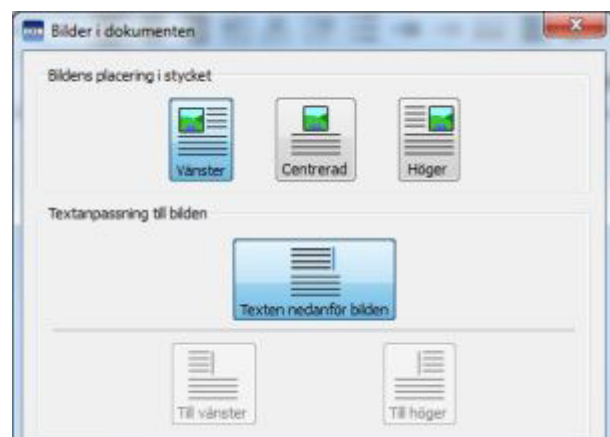 Bilder i dokumenten
Bildens placering i stycket
Vänster
Centrerad
Höger
Textanpassning till bilden
Texten nedanför bilden
Till vänster
Till höger